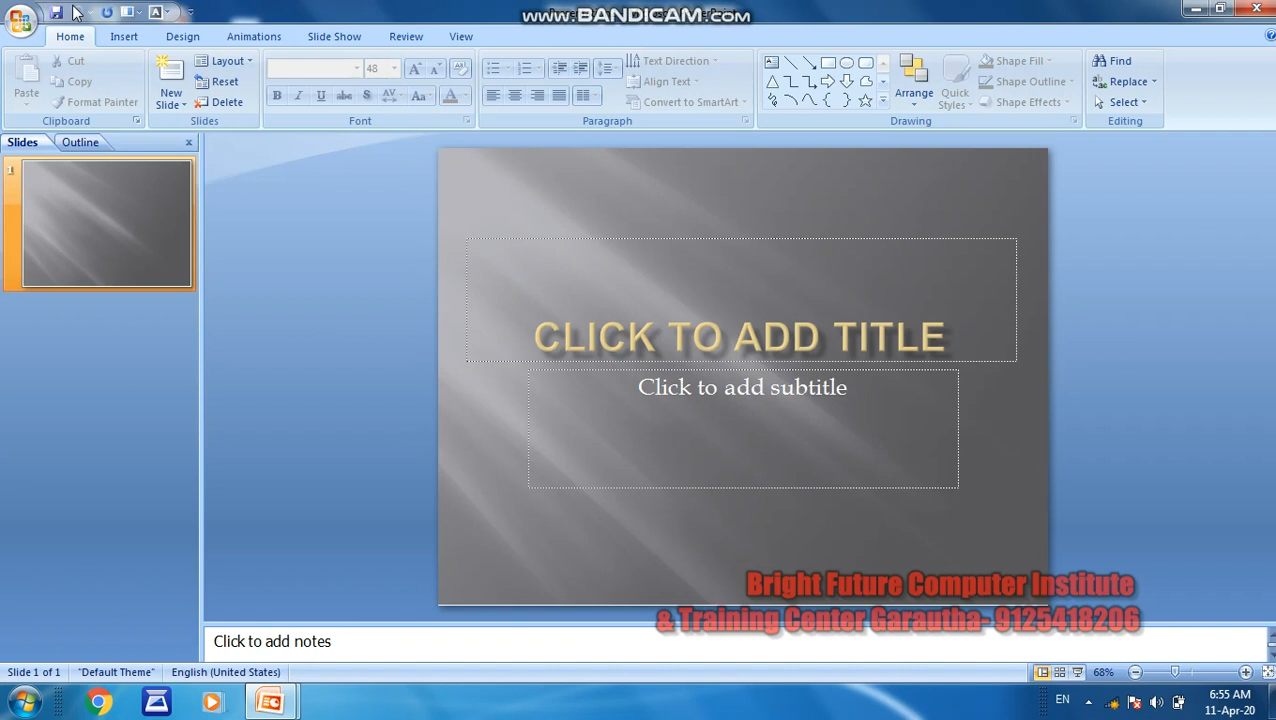 www.BANDICAM.com
Home Insert Design Animations Slide Show Review View
Paste
Cut
Copy
Format Painter
Clipboard
New
Slide
Layout
Reset
Delete
Slides
48
B I U abc S AV Aa A
Font
Text Direction
Align Text
Convert to SmartArt
Paragraph
Arrange
Quick
Styles
Shape Fill
Shape Outline
Shape Effects
Drawing
Find
Replace
Select
Editing
Slides Outline
1
CLICK TO ADD TITLE
Click to add subtitle
Bright Future Computer Institute
& Training Center Garautha- 9125418206
Click to add notes
Slide 1 of 1 "Default Theme" English (United States) 68%
EN 6:55 AM
11-Apr-20